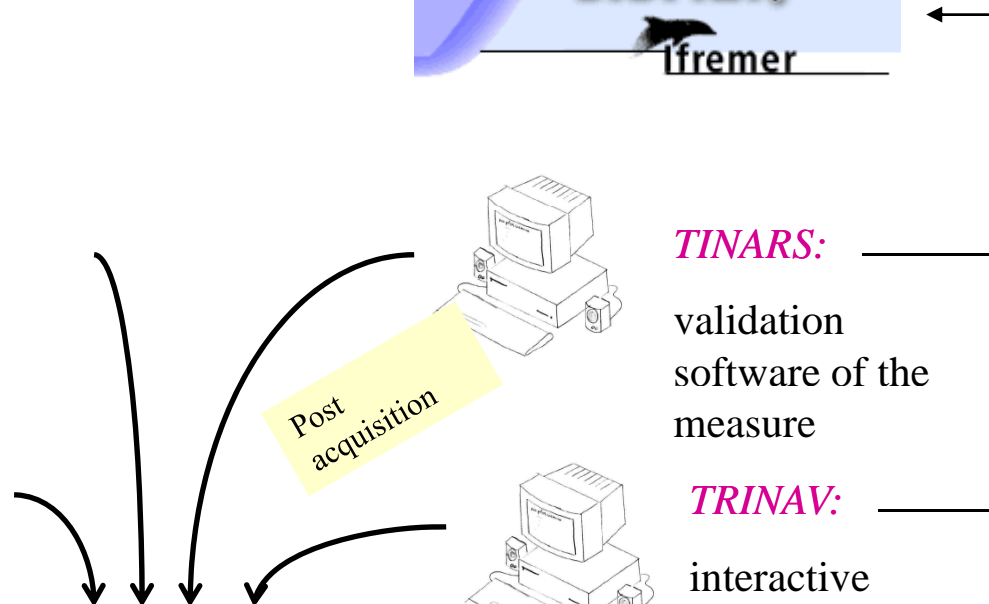 Ifremer
TINARS:
validation
software of the
measure
Post
acquisition
TRINAV:
interactive